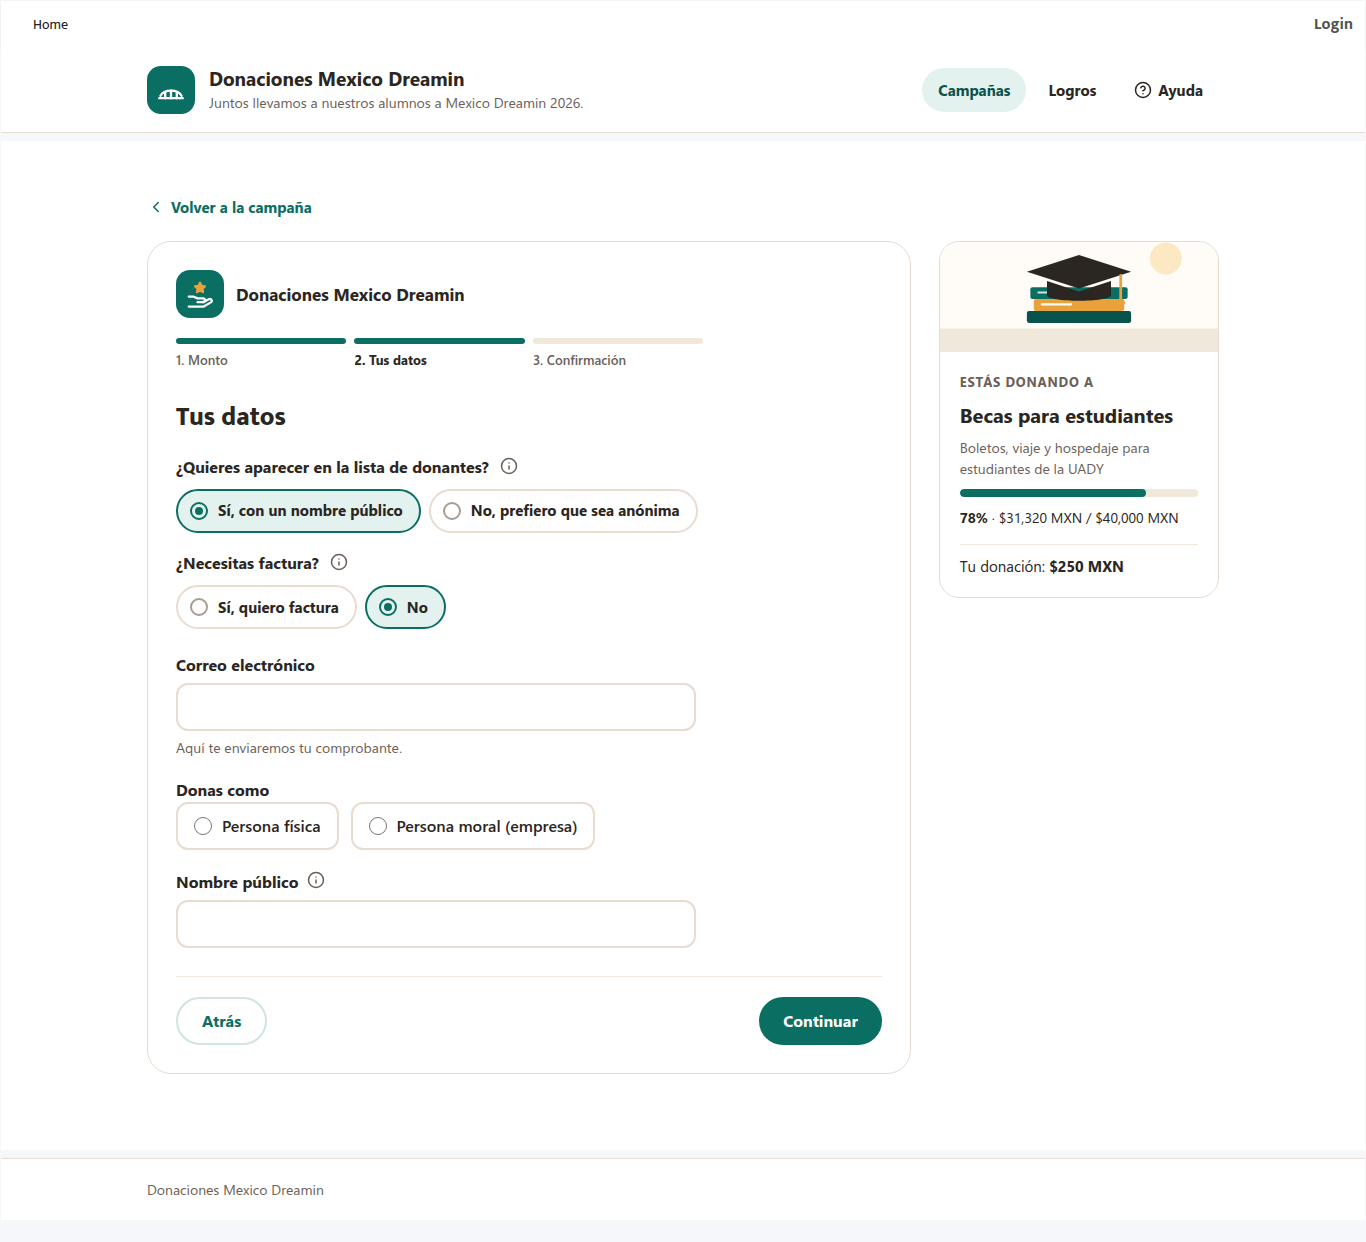 Home
Login
Donaciones Mexico Dreamin
Juntos llevamos a nuestros alumnos a Mexico Dreamin 2026.
Campañas
Logros
Ayuda
Volver a la campaña
Donaciones Mexico Dreamin
1. Monto
2. Tus datos
3. Confirmación
Tus datos
¿Quieres aparecer en la lista de donantes?
Sí, con un nombre público
No, prefiero que sea anónima
¿Necesitas factura?
Sí, quiero factura
No
Correo electrónico
Aquí te enviaremos tu comprobante.
Donas como
Persona física
Persona moral (empresa)
Nombre público
Atrás
Continuar
ESTÁS DONANDO A
Becas para estudiantes
Boletos, viaje y hospedaje para
estudiantes de la UADY
78% · $31,320 MXN / $40,000 MXN
Tu donación: $250 MXN
Donaciones Mexico Dreamin